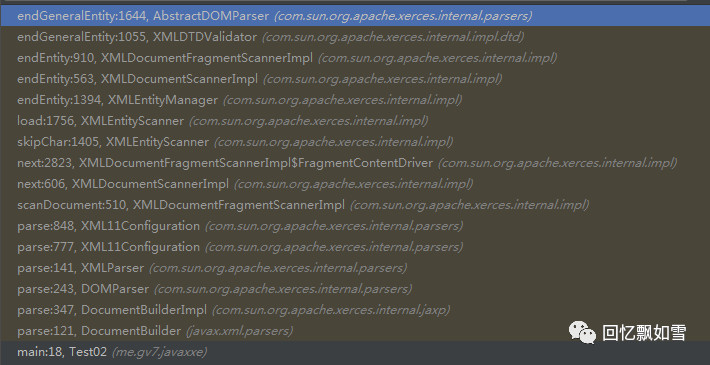 endGeneralEntity:1644, AbstractDOMParser (com.sun.org.apache.xerces.internal.parsers)
endGeneralEntity:1055, XMLDTDValidator (com.sun.org.apache.xerces.internal.impl.dtd)
endEntity:910, XMLDocumentFragmentScannerImpl (com.sun.org.apache.xerces.internal.impl)
endEntity:563, XMLDocumentScannerImpl (com.sun.org.apache.xerces.internal.impl)
endEntity:1394, XMLEntityManager (com.sun.org.apache.xerces.internal.impl)
load:1756, XMLEntityScanner (com.sun.org.apache.xerces.internal.impl)
skipChar:1405, XMLEntityScanner (com.sun.org.apache.xerces.internal.impl)
next:2823, XMLDocumentFragmentScannerImpl$FragmentContentDriver (com.sun.org.apache.xerces.internal.impl)
next:606, XMLDocumentScannerImpl (com.sun.org.apache.xerces.internal.impl)
scanDocument:510, XMLDocumentFragmentScannerImpl (com.sun.org.apache.xerces.internal.impl)
parse:848, XML11Configuration (com.sun.org.apache.xerces.internal.parsers)
parse:777, XML11Configuration (com.sun.org.apache.xerces.internal.parsers)
parse:141, XMLParser (com.sun.org.apache.xerces.internal.parsers)
parse:243, DOMParser (com.sun.org.apache.xerces.internal.parsers)
parse:347, DocumentBuilderImpl (com.sun.org.apache.xerces.internal.jaxp)
parse:121, DocumentBuilder (javax.xml.parsers)
main:18, Test02 (me.gv7.javaxxe)
回忆飘如雪